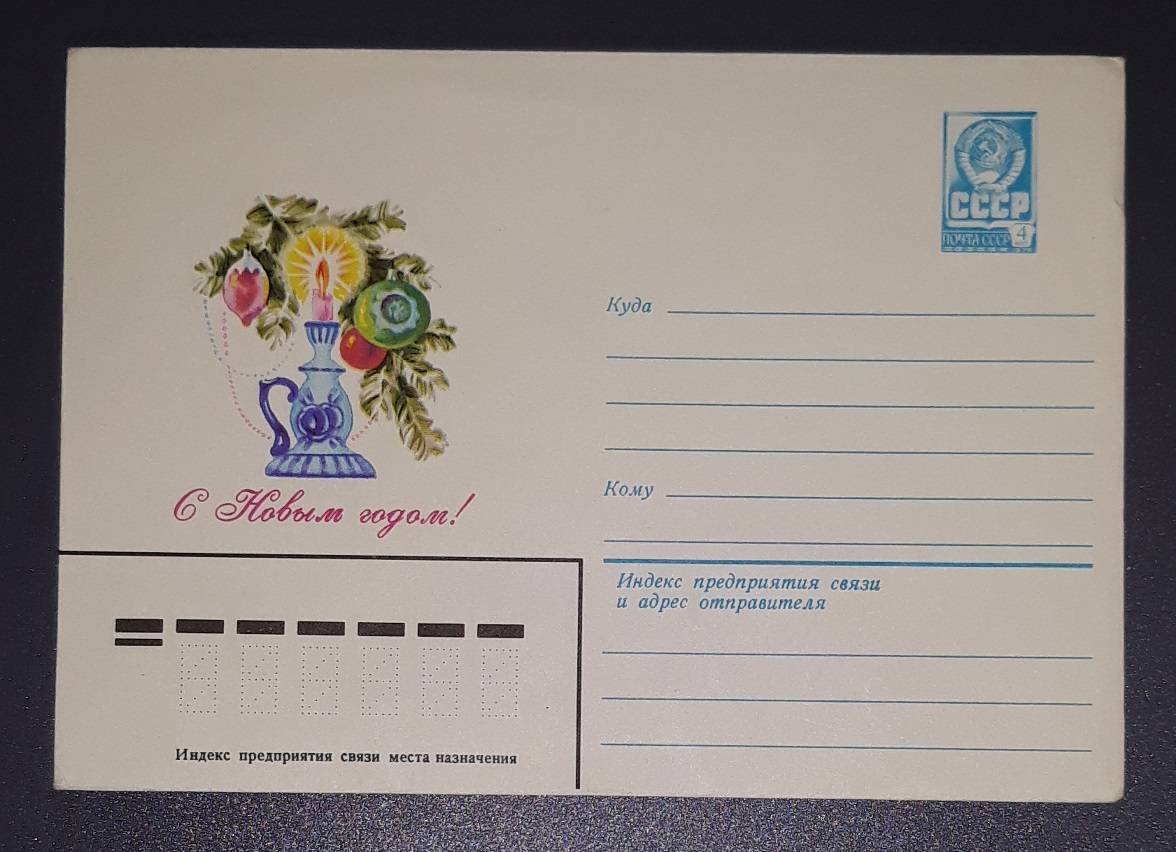 СССР
ПОЧТА СССР 4
Куда
С Новым годом!
Кому
Индекс предприятия связи
и адрес отправителя
Индекс предприятия связи места назначения